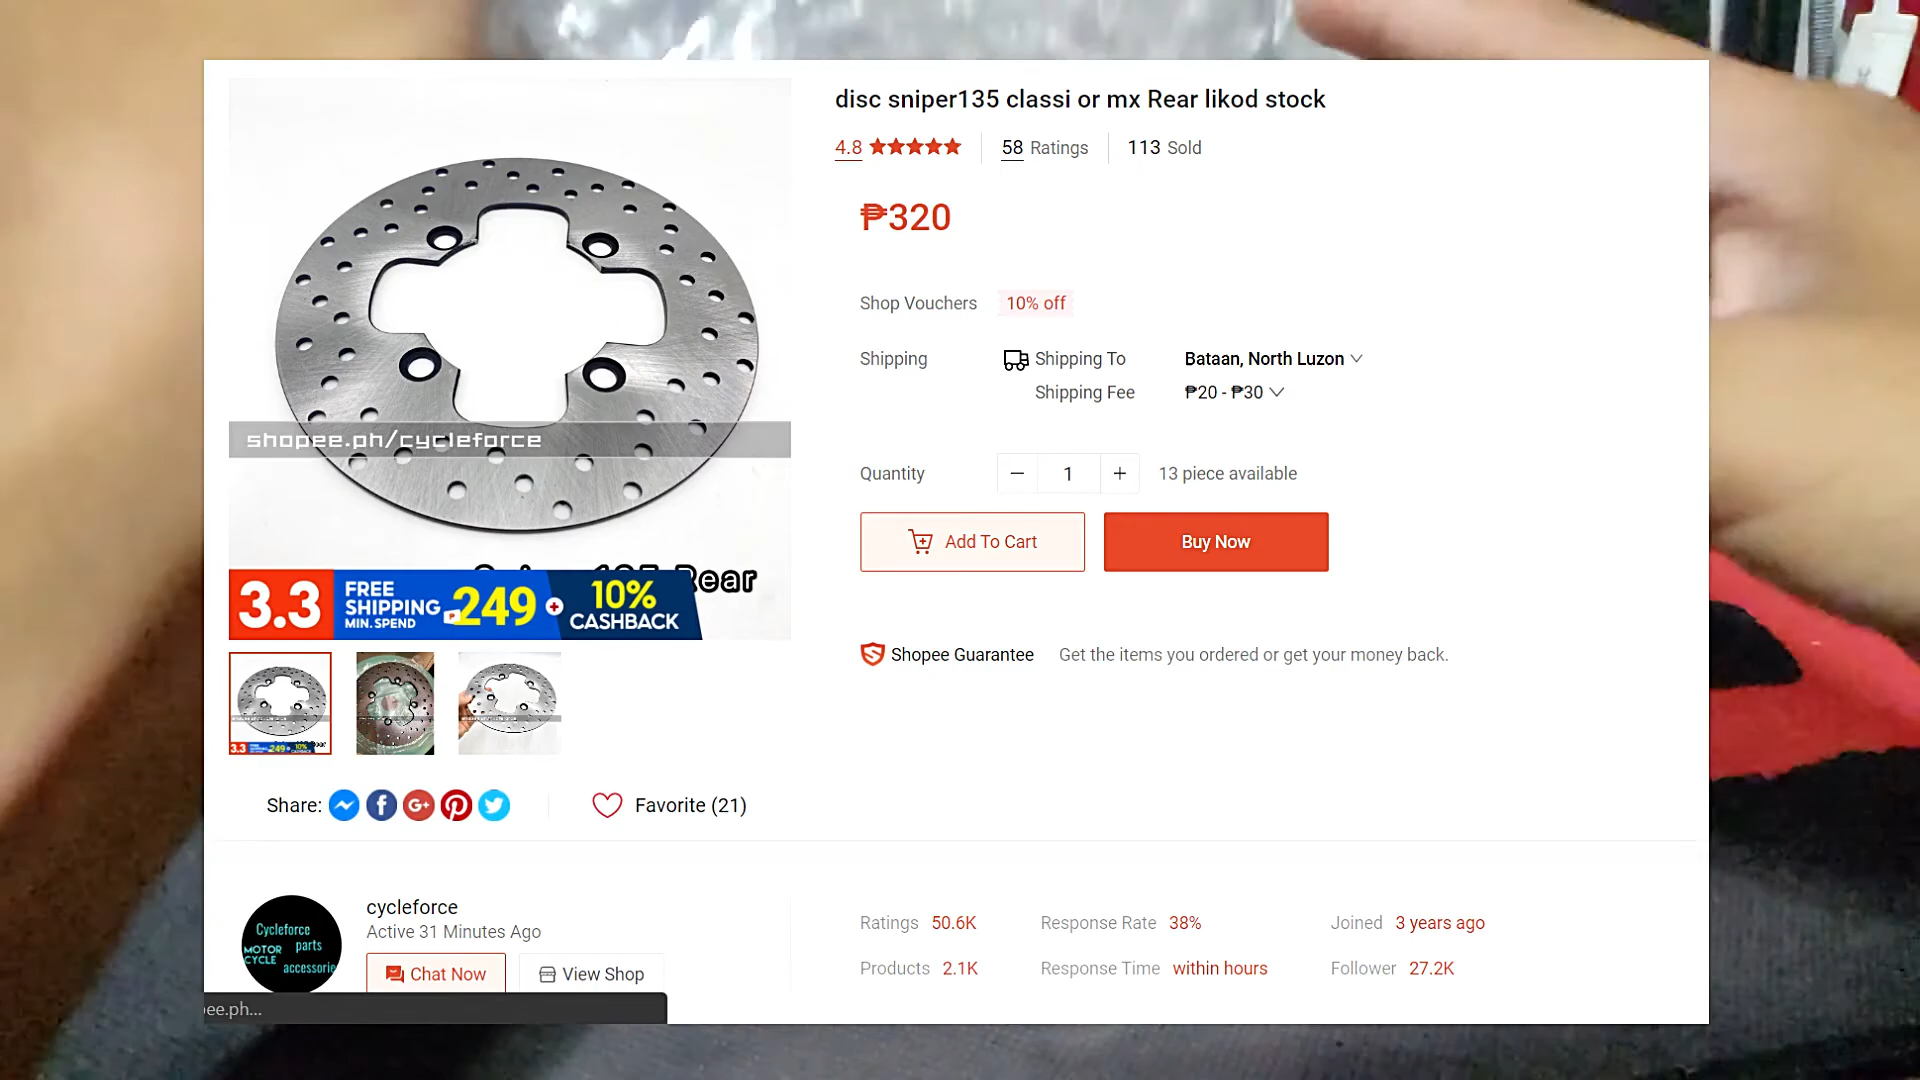 disc sniper135 classi or mx Rear likod stock
4.8
58 Ratings
113 Sold
₱320
Shop Vouchers 10% off
Shipping Shipping To Bataan, North Luzon
Shipping Fee ₱20 - ₱30
Quantity 1 13 piece available
Add To Cart Buy Now
Shopee Guarantee Get the items you ordered or get your money back.
shopee.ph/cycleforce
Rear
3.3 FREE SHIPPING MIN. SPEND ₱249 + 10% CASHBACK
Share: Favorite (21)
cycleforce
Active 31 Minutes Ago
Chat Now View Shop
Cycleforce
MOTOR CYCLE parts
accessorie
Ratings 50.6K Response Rate 38% Joined 3 years ago
Products 2.1K Response Time within hours Follower 27.2K
pee.ph...